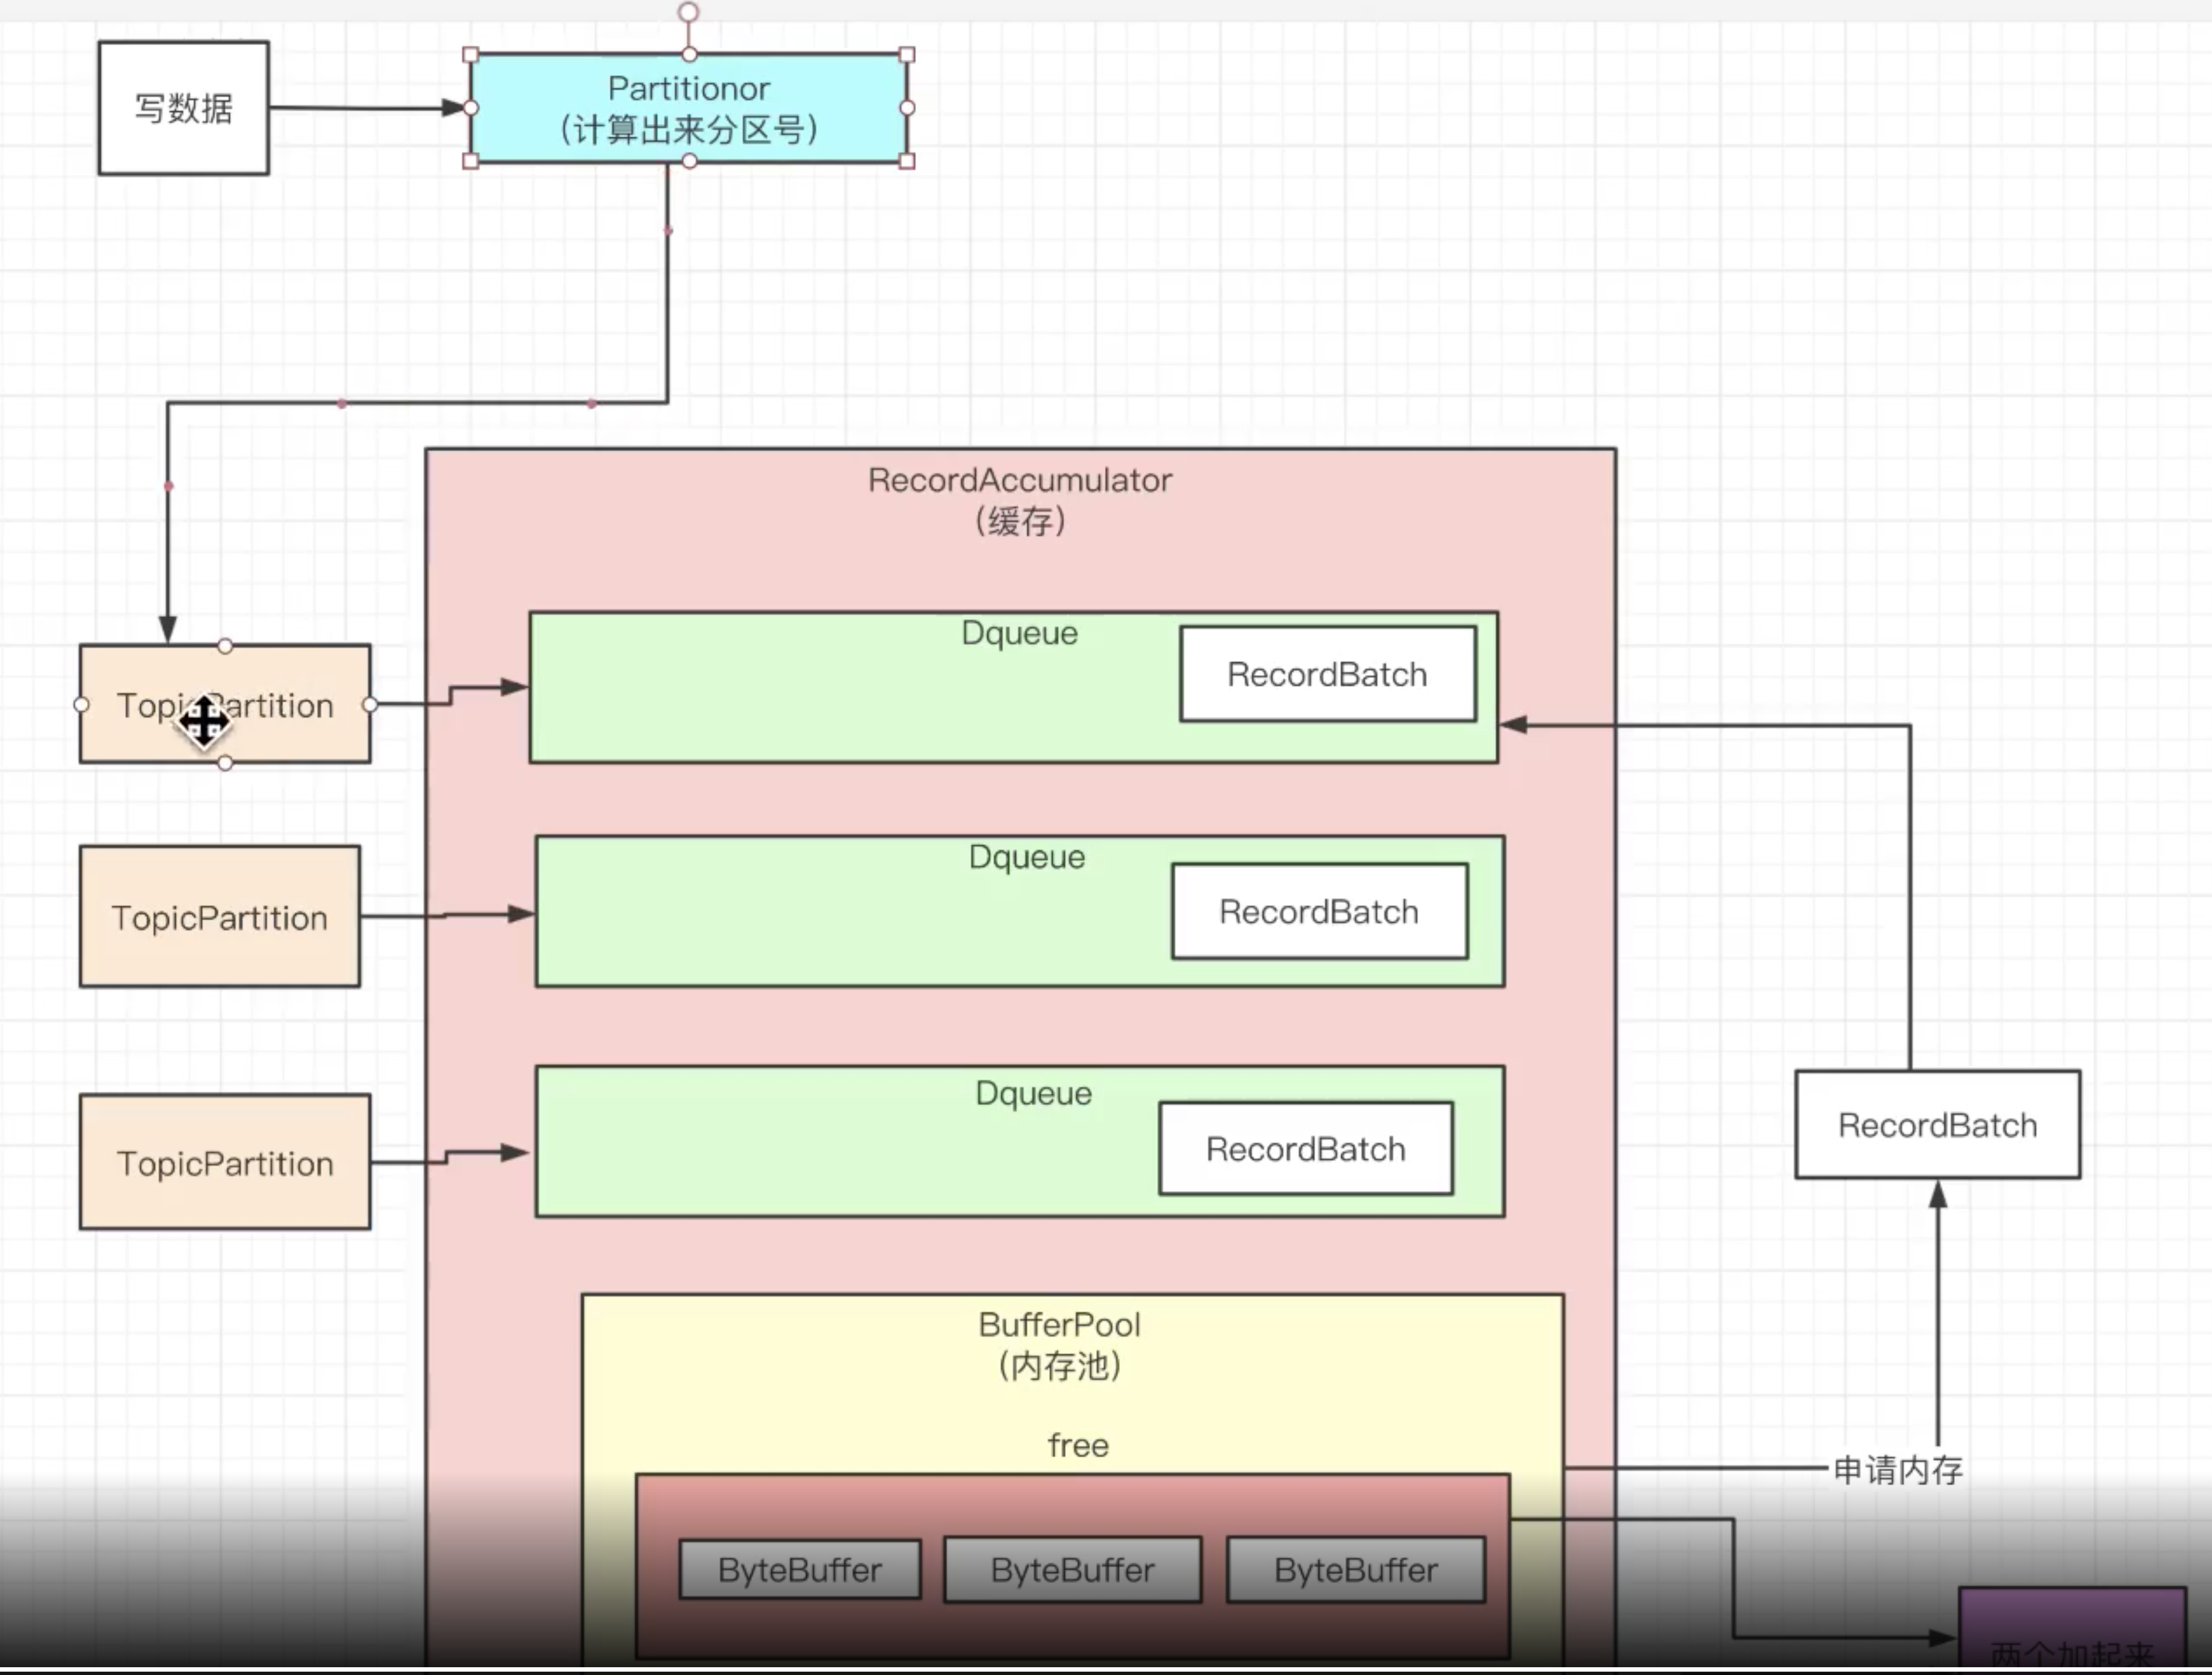 写数据
Partitionor
（计算出来分区号）
RecordAccumulator
（缓存）
TopicPartition
Dqueue
RecordBatch
TopicPartition
Dqueue
RecordBatch
TopicPartition
Dqueue
RecordBatch
RecordBatch
BufferPool
（内存池）
free
申请内存
ByteBuffer
ByteBuffer
ByteBuffer
两个加起来